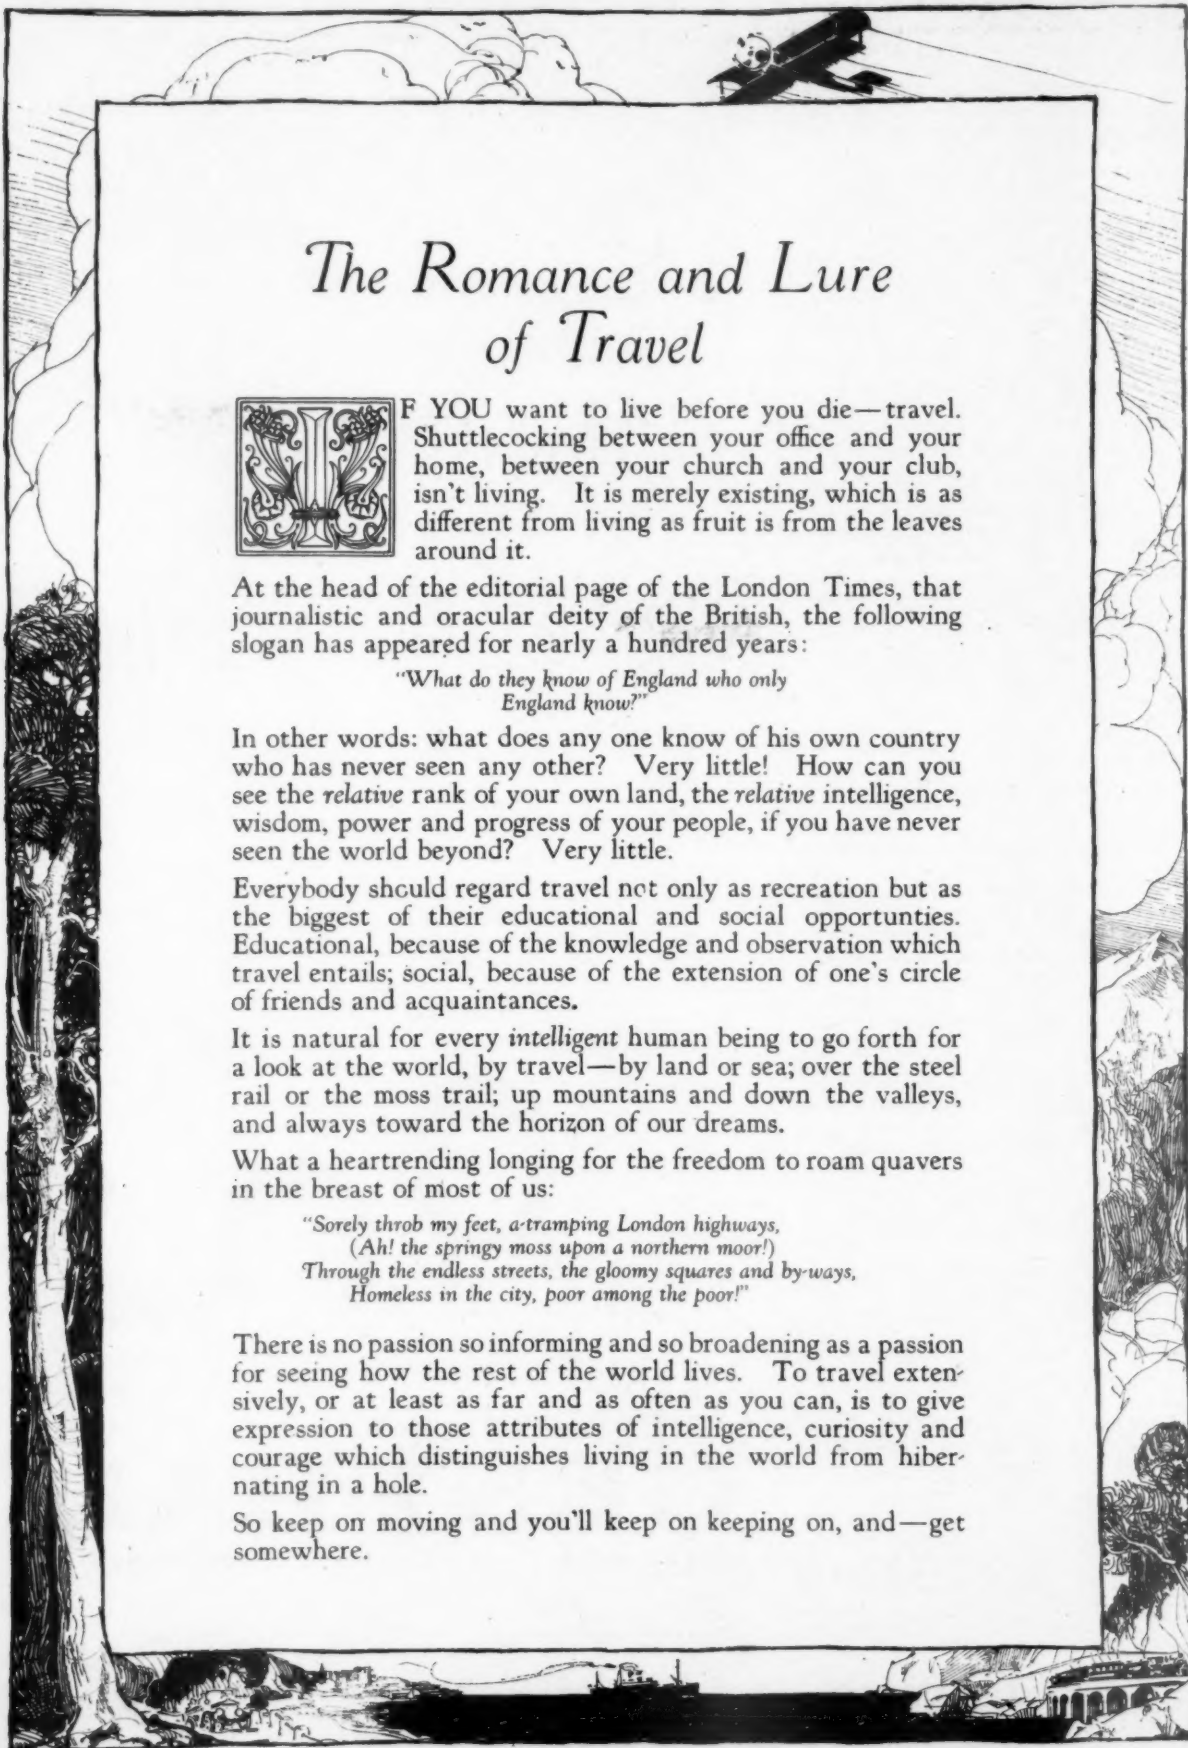 The Romance and Lure
of Travel
IF YOU want to live before you die—travel.
Shuttlecocking between your office and your
home, between your church and your club,
isn't living. It is merely existing, which is as
different from living as fruit is from the leaves
around it.
At the head of the editorial page of the London Times, that
journalistic and oracular deity of the British, the following
slogan has appeared for nearly a hundred years:
"What do they know of England who only
England know?"
In other words: what does any one know of his own country
who has never seen any other? Very little! How can you
see the relative rank of your own land, the relative intelligence,
wisdom, power and progress of your people, if you have never
seen the world beyond? Very little.
Everybody should regard travel not only as recreation but as
the biggest of their educational and social opportunties.
Educational, because of the knowledge and observation which
travel entails; social, because of the extension of one's circle
of friends and acquaintances.
It is natural for every intelligent human being to go forth for
a look at the world, by travel—by land or sea; over the steel
rail or the moss trail; up mountains and down the valleys,
and always toward the horizon of our dreams.
What a heartrending longing for the freedom to roam quavers
in the breast of most of us:
"Sorely throb my feet, a-tramping London highways,
(Ah! the springy moss upon a northern moor!)
Through the endless streets, the gloomy squares and by-ways,
Homeless in the city, poor among the poor!"
There is no passion so informing and so broadening as a passion
for seeing how the rest of the world lives. To travel exten-
sively, or at least as far and as often as you can, is to give
expression to those attributes of intelligence, curiosity and
courage which distinguishes living in the world from hiber-
nating in a hole.
So keep on moving and you'll keep on keeping on, and—get
somewhere.